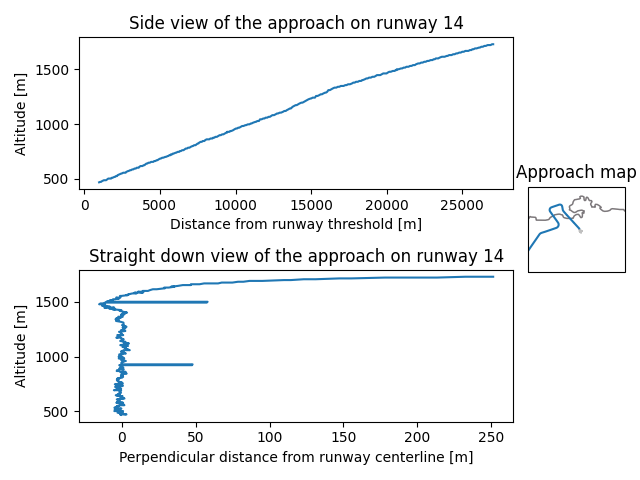 Side view of the approach on runway 14
1500
1000
500
Altitude [m]
0 5000 10000 15000 20000 25000
Distance from runway threshold [m]
Approach map
Straight down view of the approach on runway 14
1500
1000
500
Altitude [m]
0 50 100 150 200 250
Perpendicular distance from runway centerline [m]